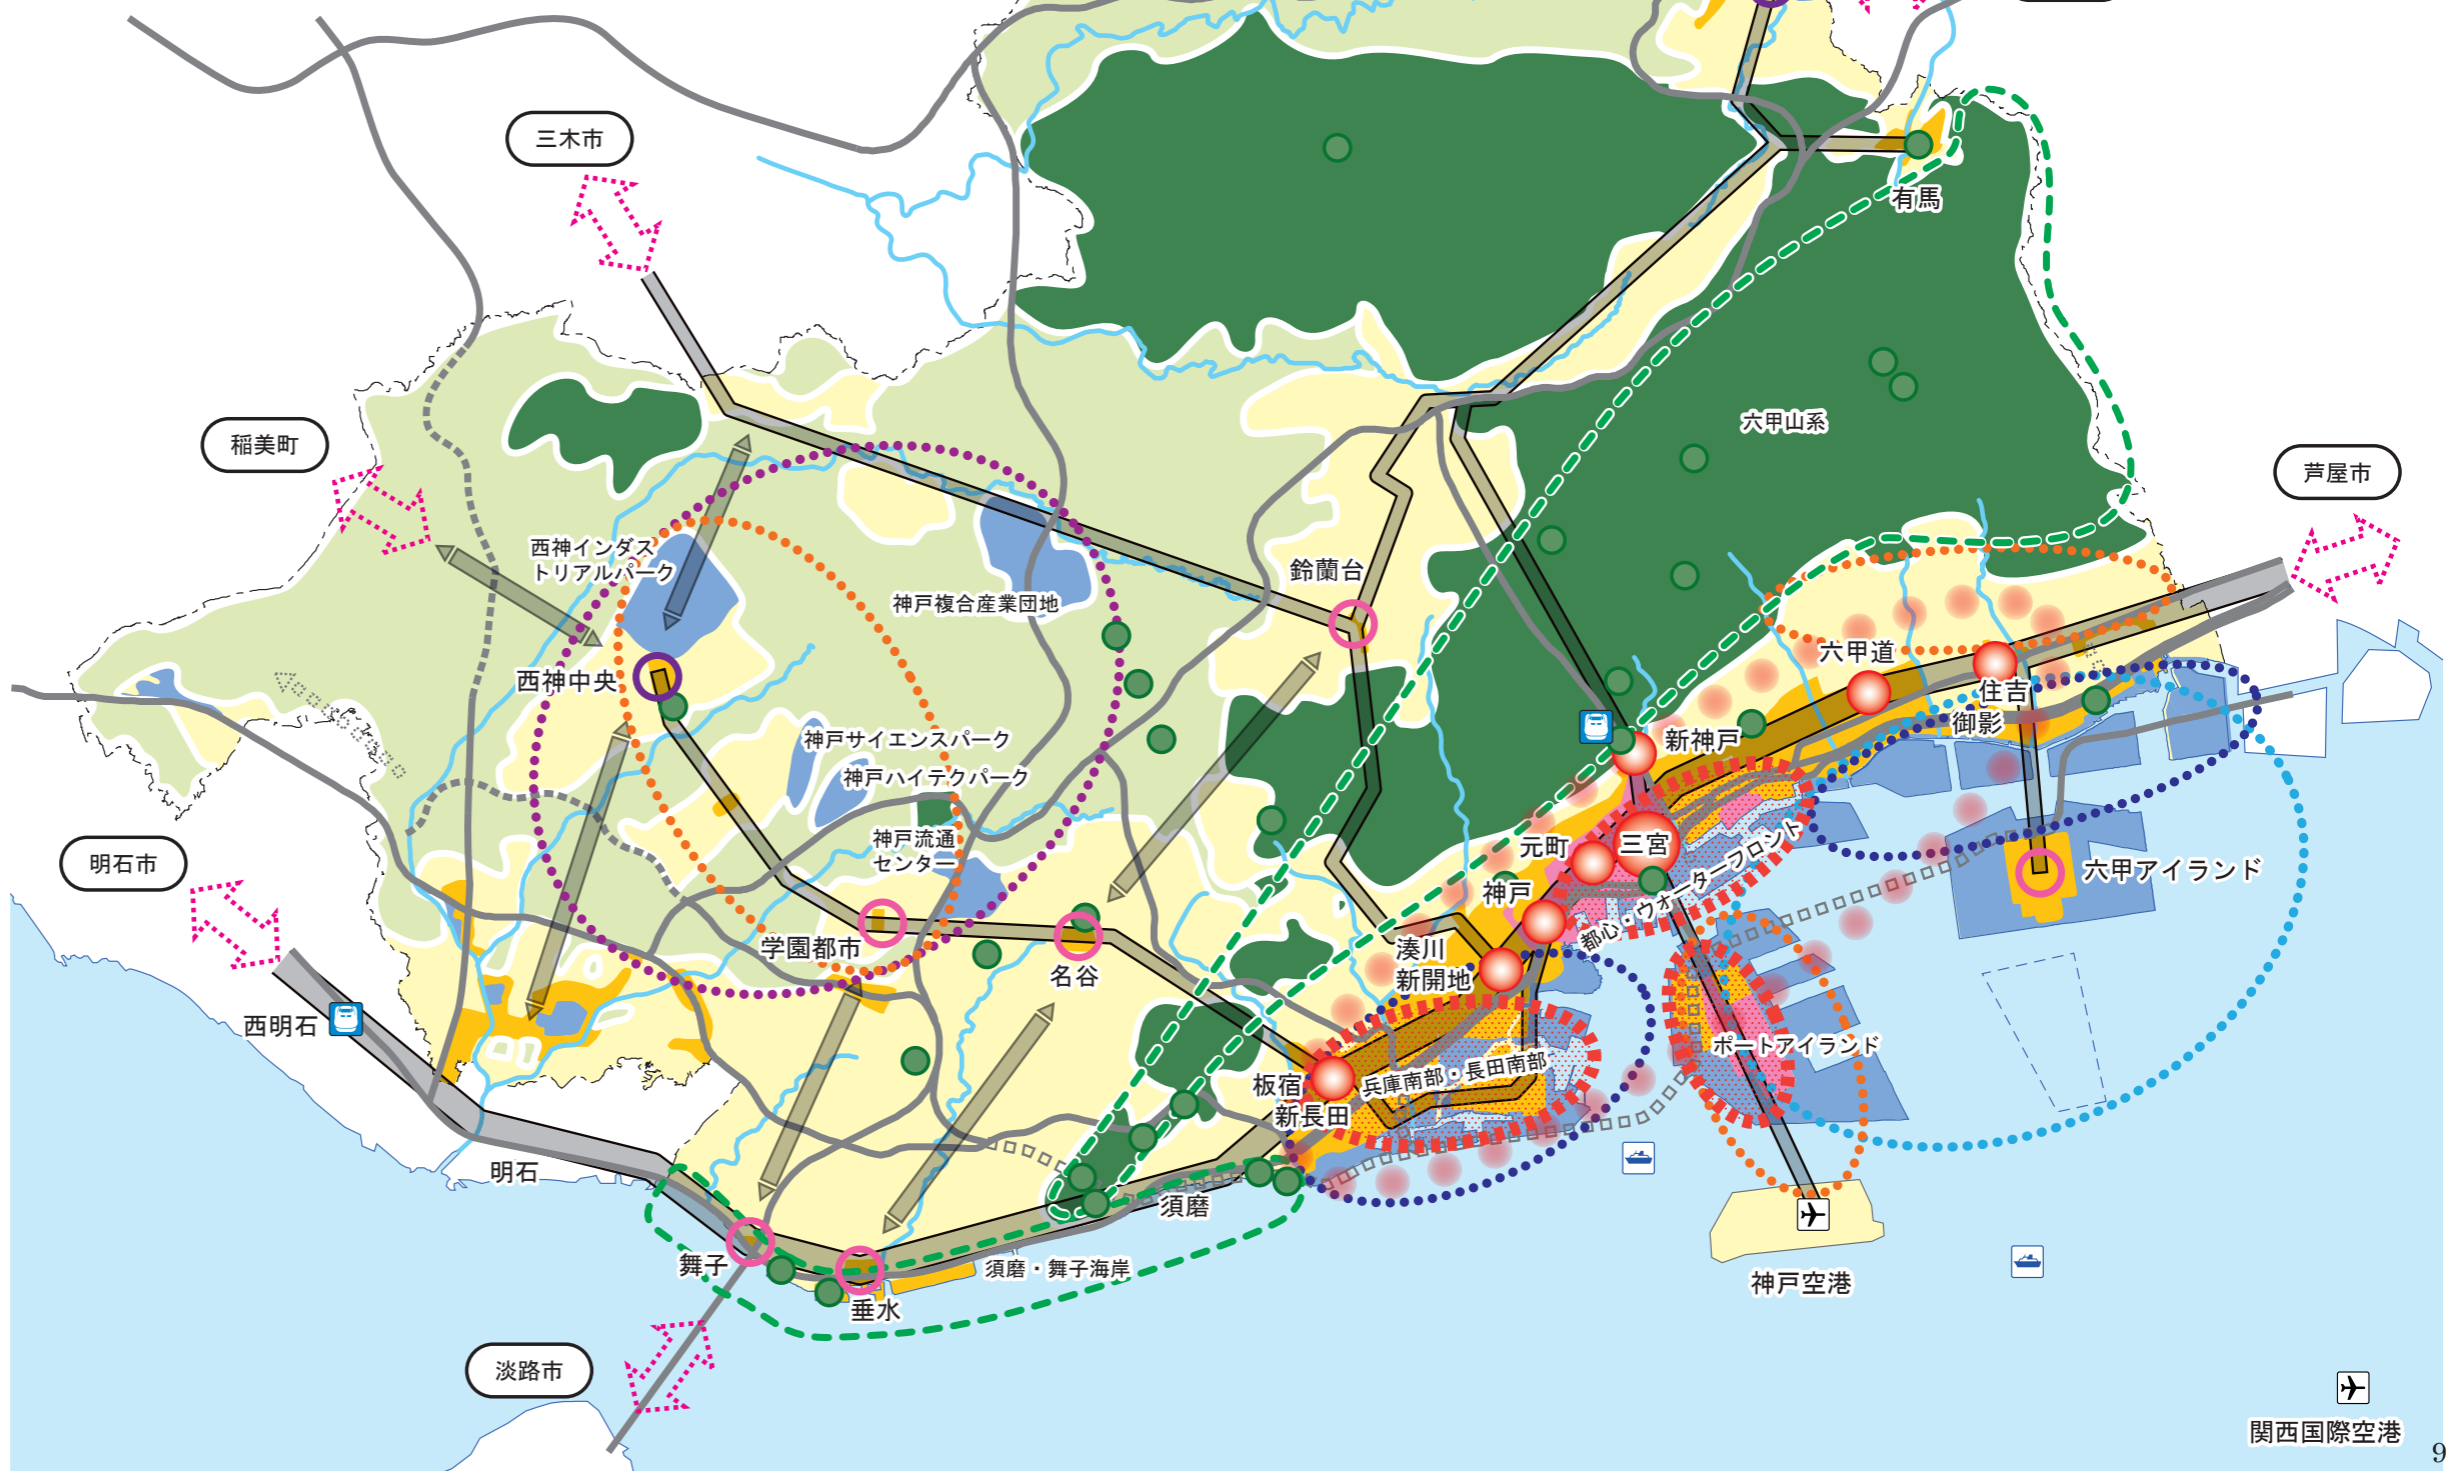 三木市
有馬
稲美町
六甲山系
芦屋市
西神インダス
トリアルパーク
鈴蘭台
神戸複合産業団地
六甲道
西神中央
住吉
御影
新神戸
神戸サイエンスパーク
神戸ハイテクパーク
神戸流通
センター
元町
三宮
明石市
六甲アイランド
神戸
都心・ウォーターフロント
学園都市
名谷
湊川
新開地
西明石
ポートアイランド
板宿
兵庫南部・長田南部
新長田
明石
須磨
舞子
須磨・舞子海岸
神戸空港
垂水
淡路市
関西国際空港
9